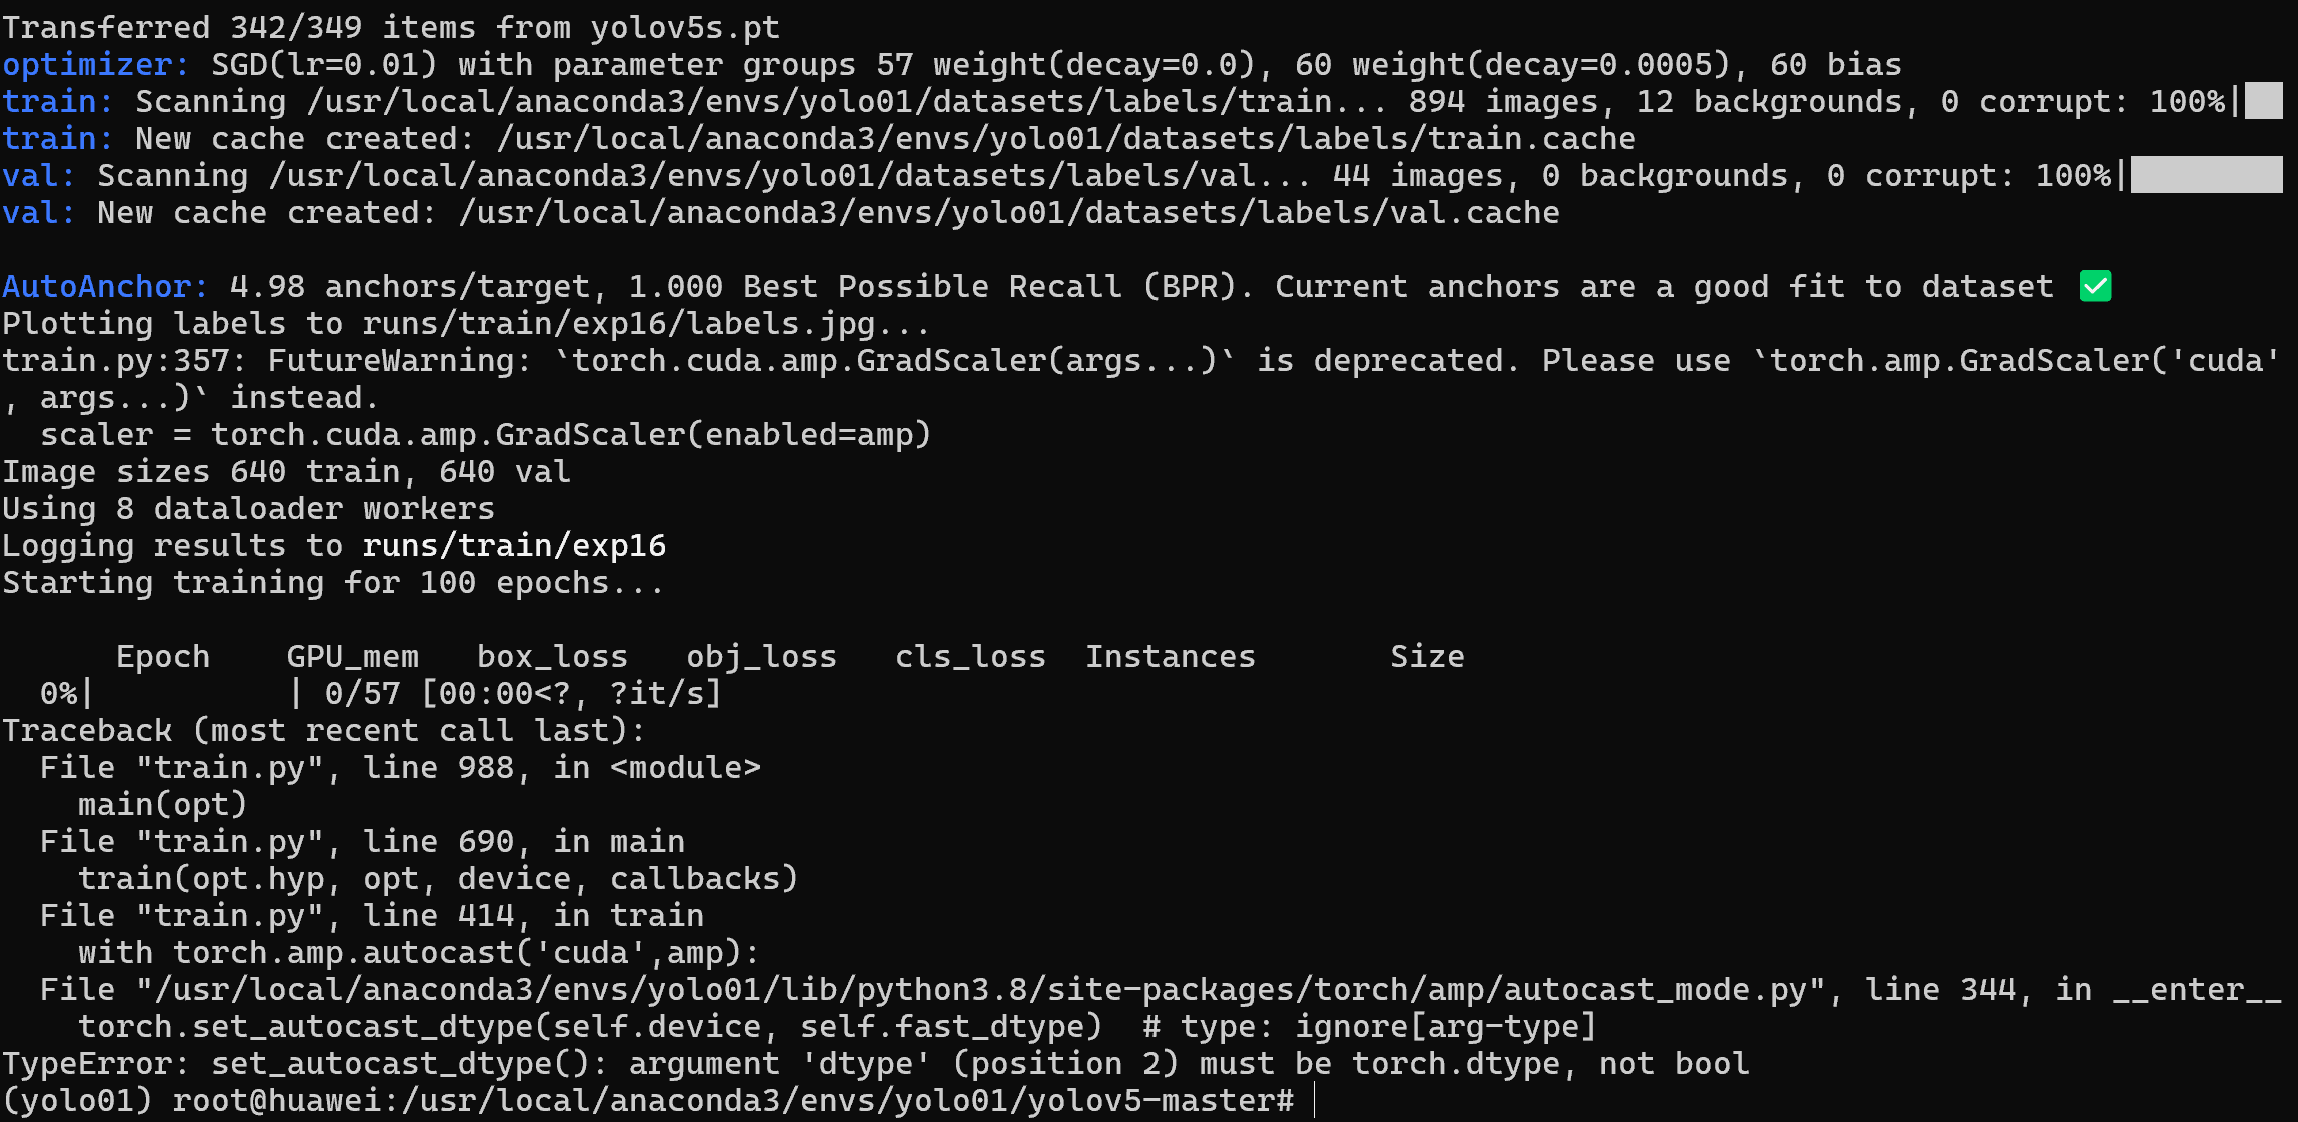 Transferred 342/349 items from yolov5s.pt
optimizer: SGD(lr=0.01) with parameter groups 57 weight(decay=0.0), 60 weight(decay=0.0005), 60 bias
train: Scanning /usr/local/anaconda3/envs/yolo01/datasets/labels/train... 894 images, 12 backgrounds, 0 corrupt: 100%|
train: New cache created: /usr/local/anaconda3/envs/yolo01/datasets/labels/train.cache
val: Scanning /usr/local/anaconda3/envs/yolo01/datasets/labels/val... 44 images, 0 backgrounds, 0 corrupt: 100%|
val: New cache created: /usr/local/anaconda3/envs/yolo01/datasets/labels/val.cache
AutoAnchor: 4.98 anchors/target, 1.000 Best Possible Recall (BPR). Current anchors are a good fit to dataset ✅
Plotting labels to runs/train/exp16/labels.jpg...
train.py:357: FutureWarning: `torch.cuda.amp.GradScaler(args...)` is deprecated. Please use `torch.amp.GradScaler('cuda'
, args...)` instead.
  scaler = torch.cuda.amp.GradScaler(enabled=amp)
Image sizes 640 train, 640 val
Using 8 dataloader workers
Logging results to runs/train/exp16
Starting training for 100 epochs...
      Epoch    GPU_mem   box_loss   obj_loss   cls_loss  Instances       Size
  0%|          | 0/57 [00:00<?, ?it/s]
Traceback (most recent call last):
  File "train.py", line 988, in <module>
    main(opt)
  File "train.py", line 690, in main
    train(opt.hyp, opt, device, callbacks)
  File "train.py", line 414, in train
    with torch.amp.autocast('cuda',amp):
  File "/usr/local/anaconda3/envs/yolo01/lib/python3.8/site-packages/torch/amp/autocast_mode.py", line 344, in __enter__
    torch.set_autocast_dtype(self.device, self.fast_dtype)  # type: ignore[arg-type]
TypeError: set_autocast_dtype(): argument 'dtype' (position 2) must be torch.dtype, not bool
(yolo01) root@huawei:/usr/local/anaconda3/envs/yolo01/yolov5-master#